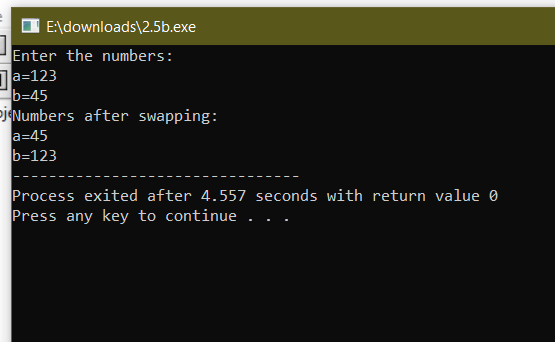 E:\downloads\2.5b.exe
Enter the numbers:
a=123
b=45
Numbers after swapping:
a=45
b=123
--------------------------------
Process exited after 4.557 seconds with return value 0
Press any key to continue . . .